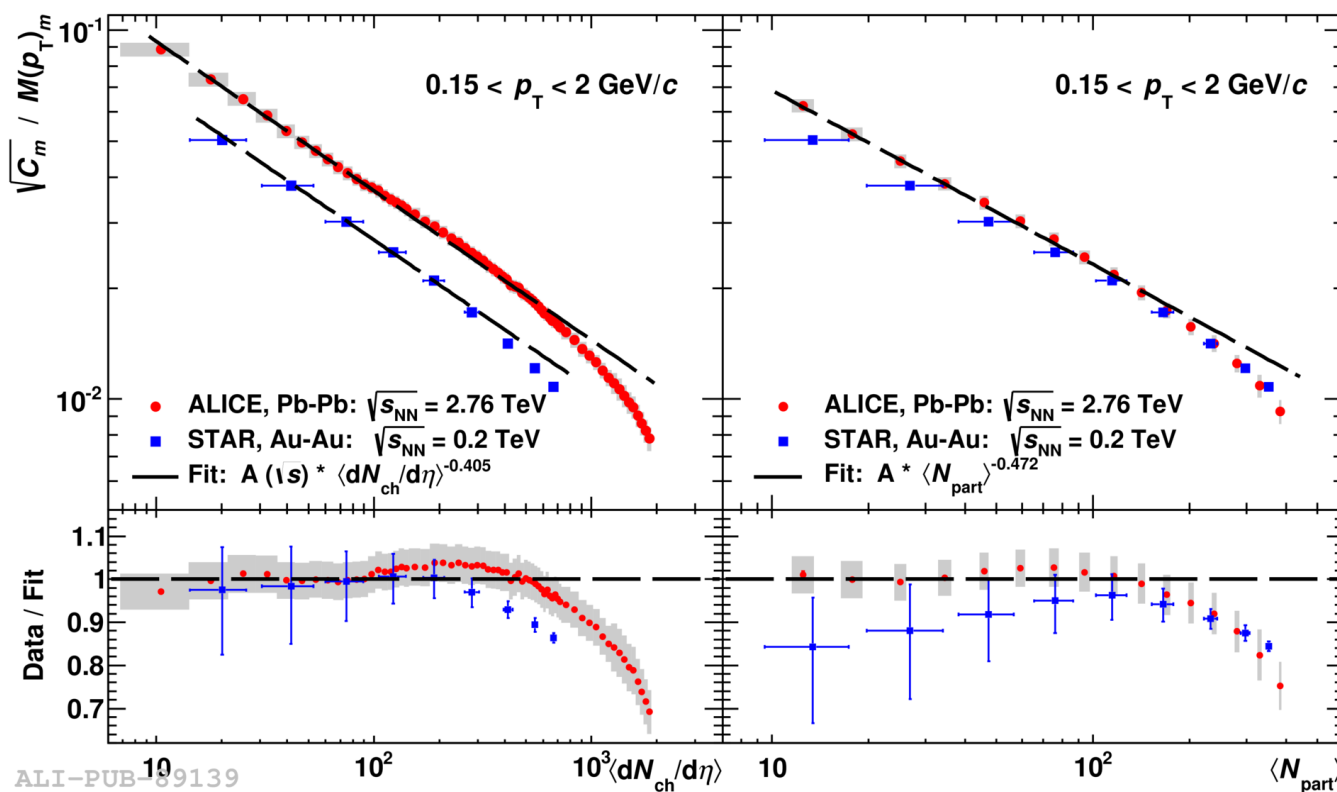 √C_m / M(p_T)_m
10^-1
10^-2
0.15 < p_T < 2 GeV/c
ALICE, Pb-Pb: √s_NN = 2.76 TeV
STAR, Au-Au: √s_NN = 0.2 TeV
Fit: A (√s) * ⟨dN_ch/dη⟩^-0.405
0.15 < p_T < 2 GeV/c
ALICE, Pb-Pb: √s_NN = 2.76 TeV
STAR, Au-Au: √s_NN = 0.2 TeV
Fit: A * ⟨N_part⟩^-0.472
Data / Fit
1.1
1
0.9
0.8
0.7
10
10^2
10^3
⟨dN_ch/dη⟩
10
10^2
⟨N_part⟩
ALI-PUB-89139